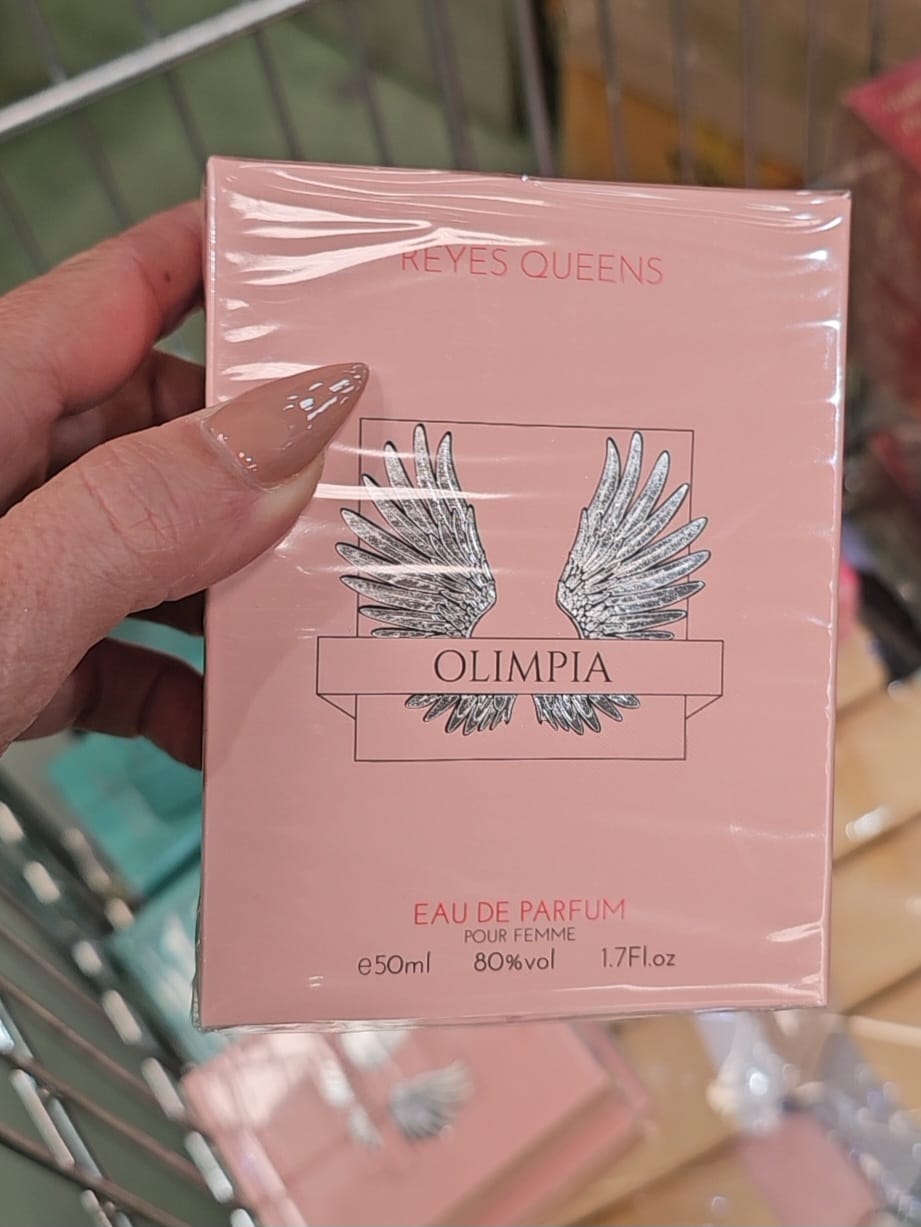 REYES QUEENS
OLIMPIA
EAU DE PARFUM
POUR FEMME
e50ml 80%vol 1.7Fl.oz